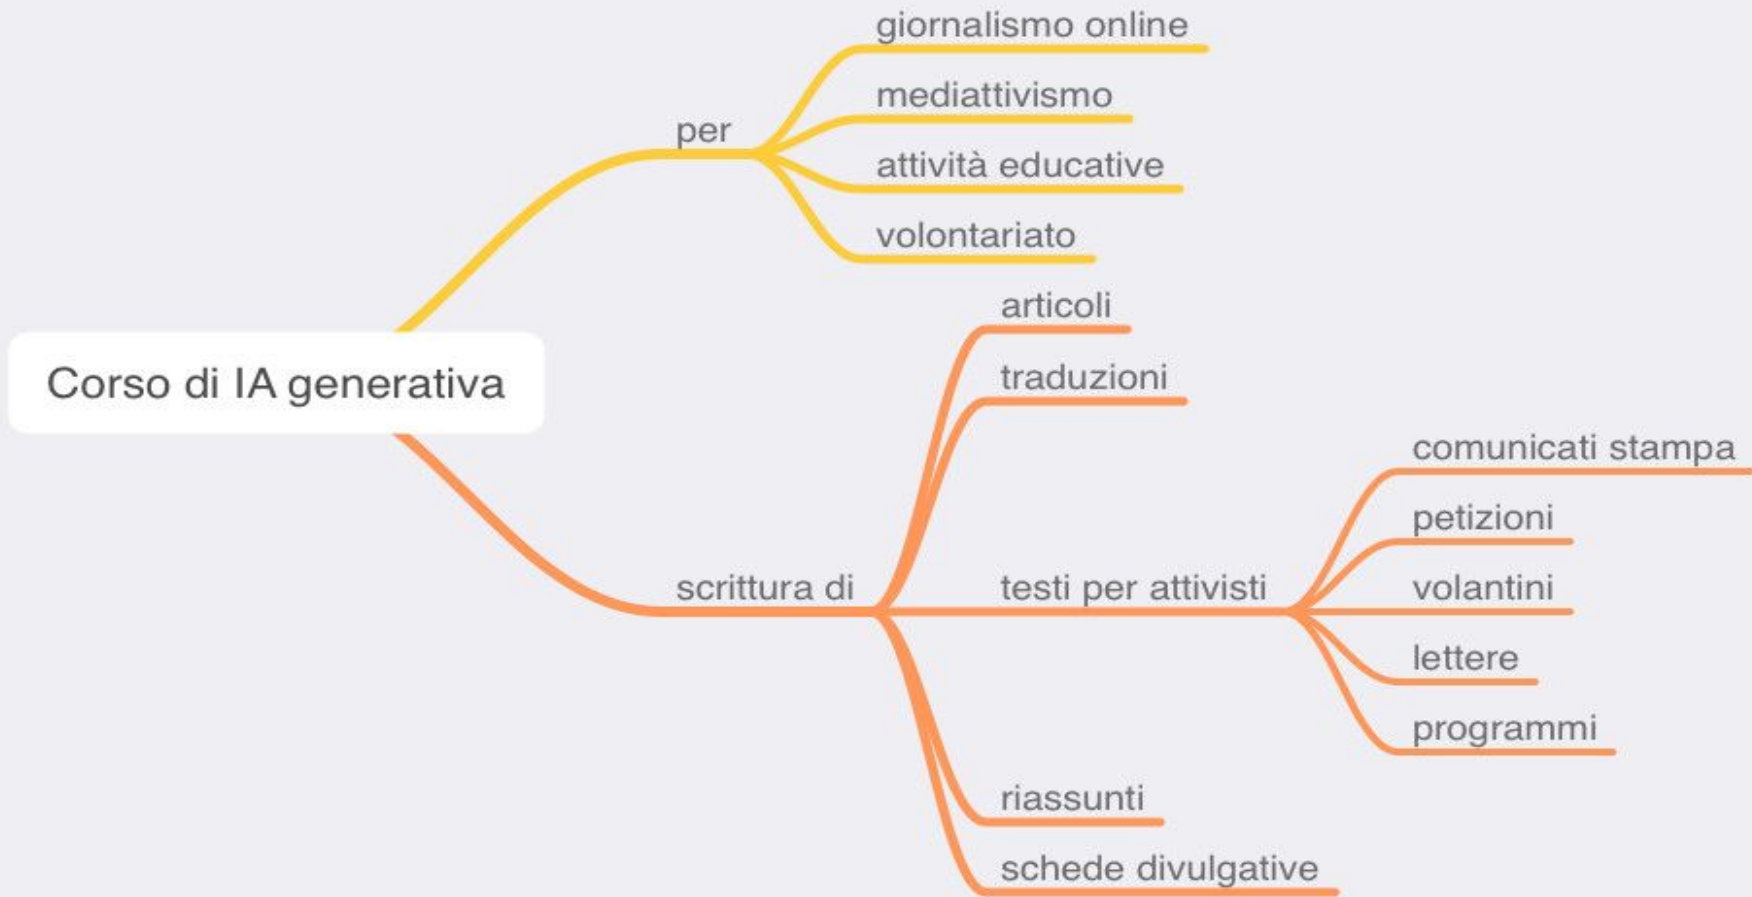 giornalismo online
mediattivismo
per
attività educative
volontariato
articoli
Corso di IA generativa
traduzioni
comunicati stampa
petizioni
scrittura di
testi per attivisti
volantini
lettere
programmi
riassunti
schede divulgative